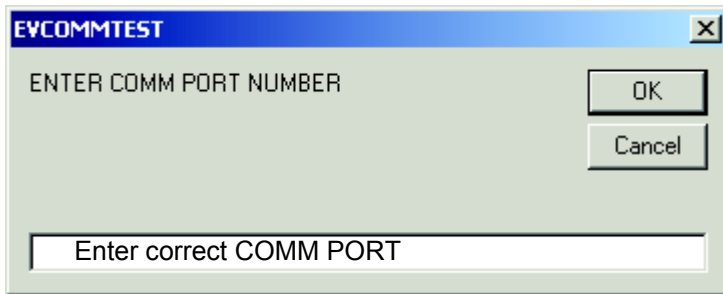 EVCOMMTEST
ENTER COMM PORT NUMBER
OK
Cancel
Enter correct COMM PORT